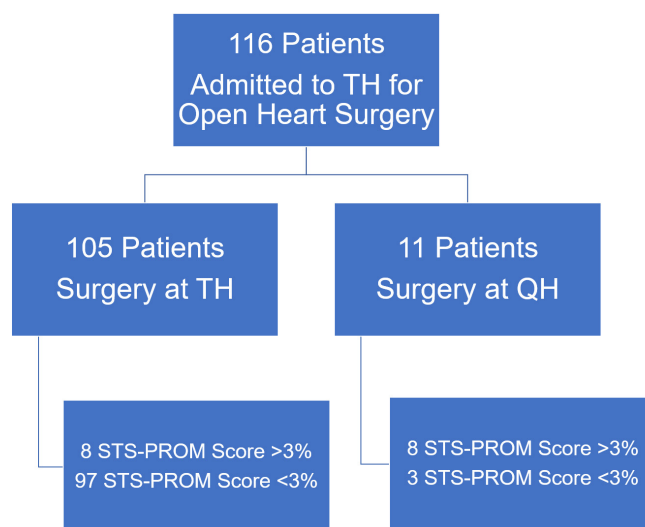 116 Patients
Admitted to TH for
Open Heart Surgery
105 Patients
Surgery at TH
11 Patients
Surgery at QH
8 STS-PROM Score >3%
97 STS-PROM Score <3%
8 STS-PROM Score >3%
3 STS-PROM Score <3%